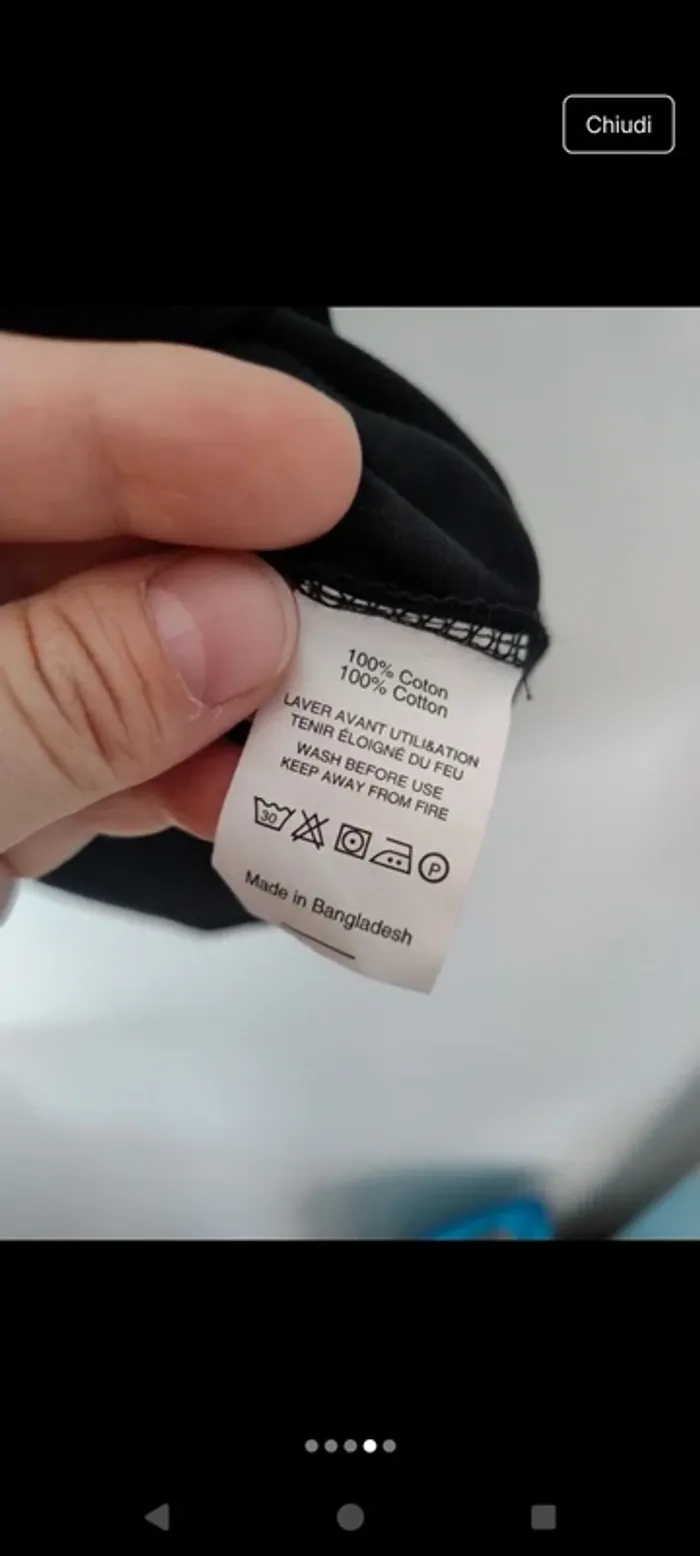 Chiudi
100% Coton
100% Cotton
LAVER AVANT UTILI&ATION
TENIR ÉLOIGNÉ DU FEU
WASH BEFORE USE
KEEP AWAY FROM FIRE
30 P
Made in Bangladesh